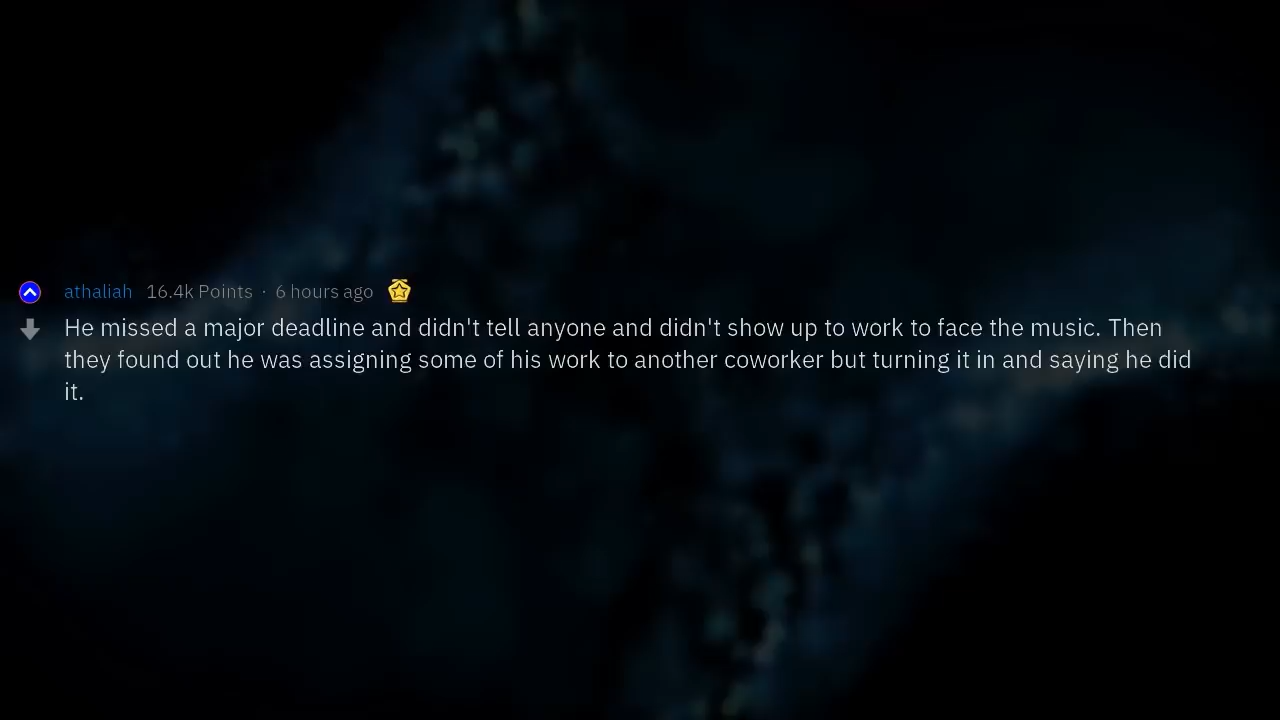 athaliah 16.4k Points · 6 hours ago
He missed a major deadline and didn't tell anyone and didn't show up to work to face the music. Then
they found out he was assigning some of his work to another coworker but turning it in and saying he did
it.